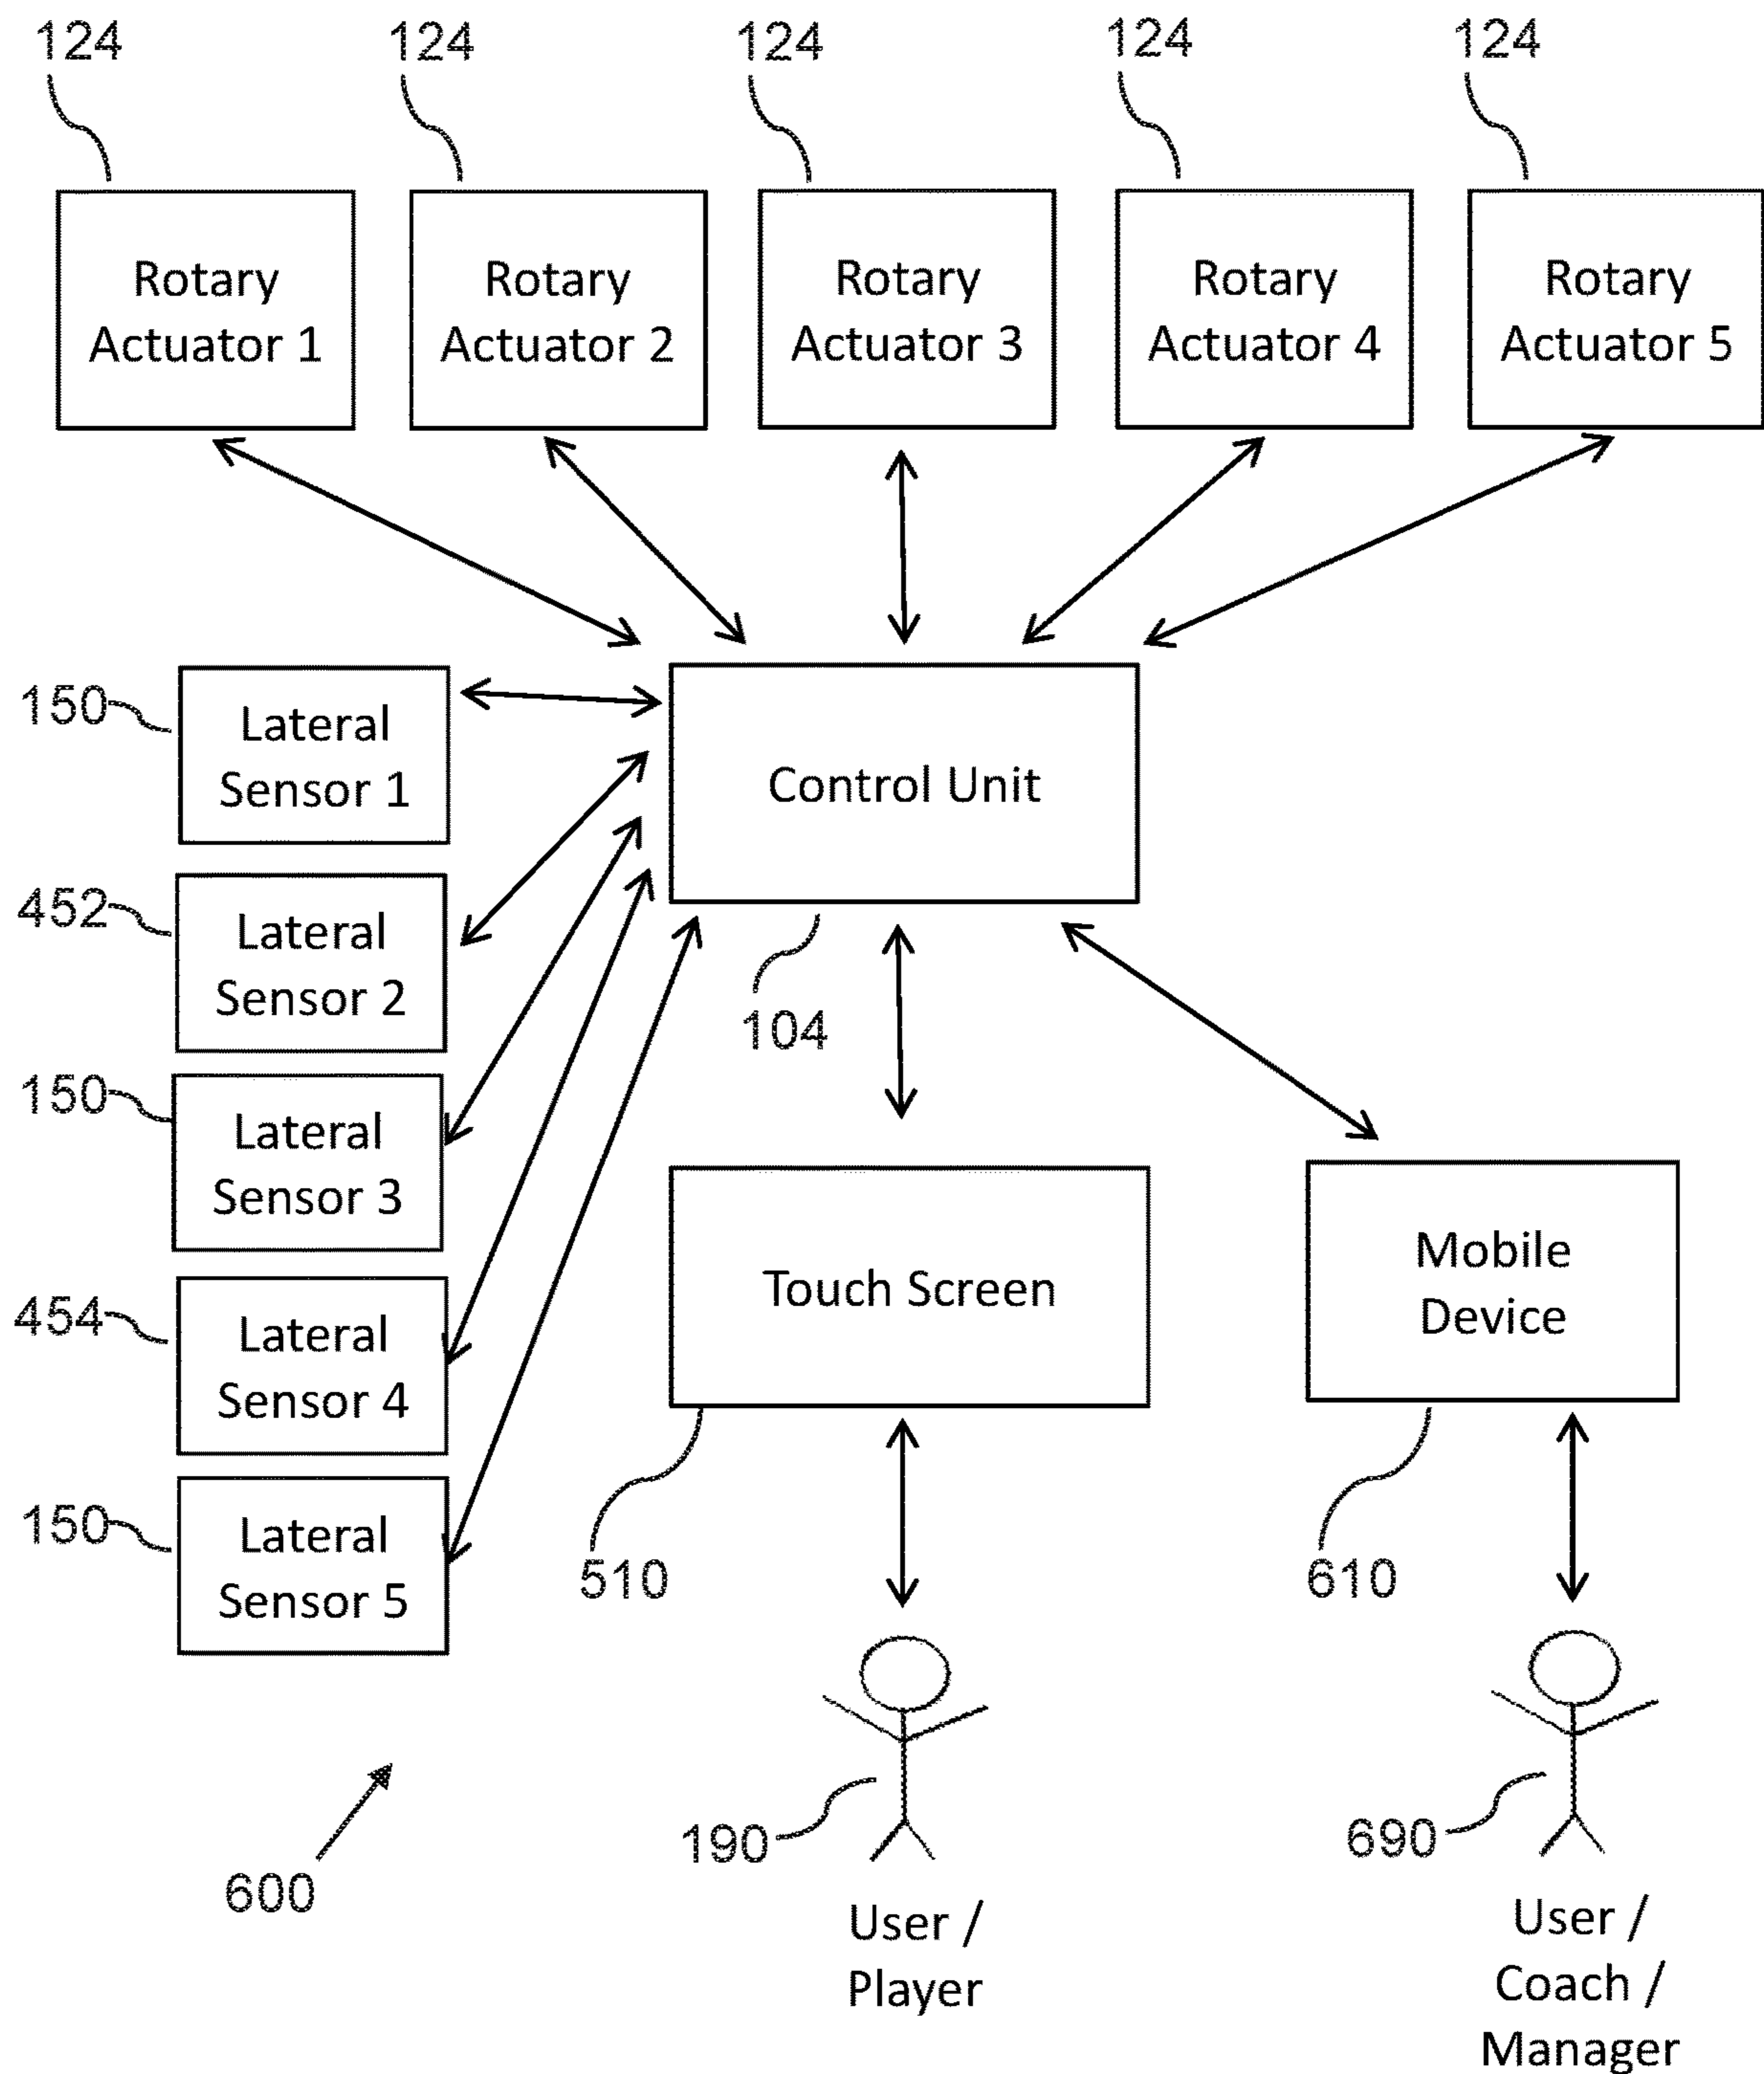 124
124
124
124
124
Rotary
Actuator 1
Rotary
Actuator 2
Rotary
Actuator 3
Rotary
Actuator 4
Rotary
Actuator 5
150
Lateral
Sensor 1
Control Unit
104
452
Lateral
Sensor 2
150
Lateral
Sensor 3
454
Lateral
Sensor 4
150
Lateral
Sensor 5
Touch Screen
510
Mobile
Device
610
600
190
User /
Player
690
User /
Coach /
Manager